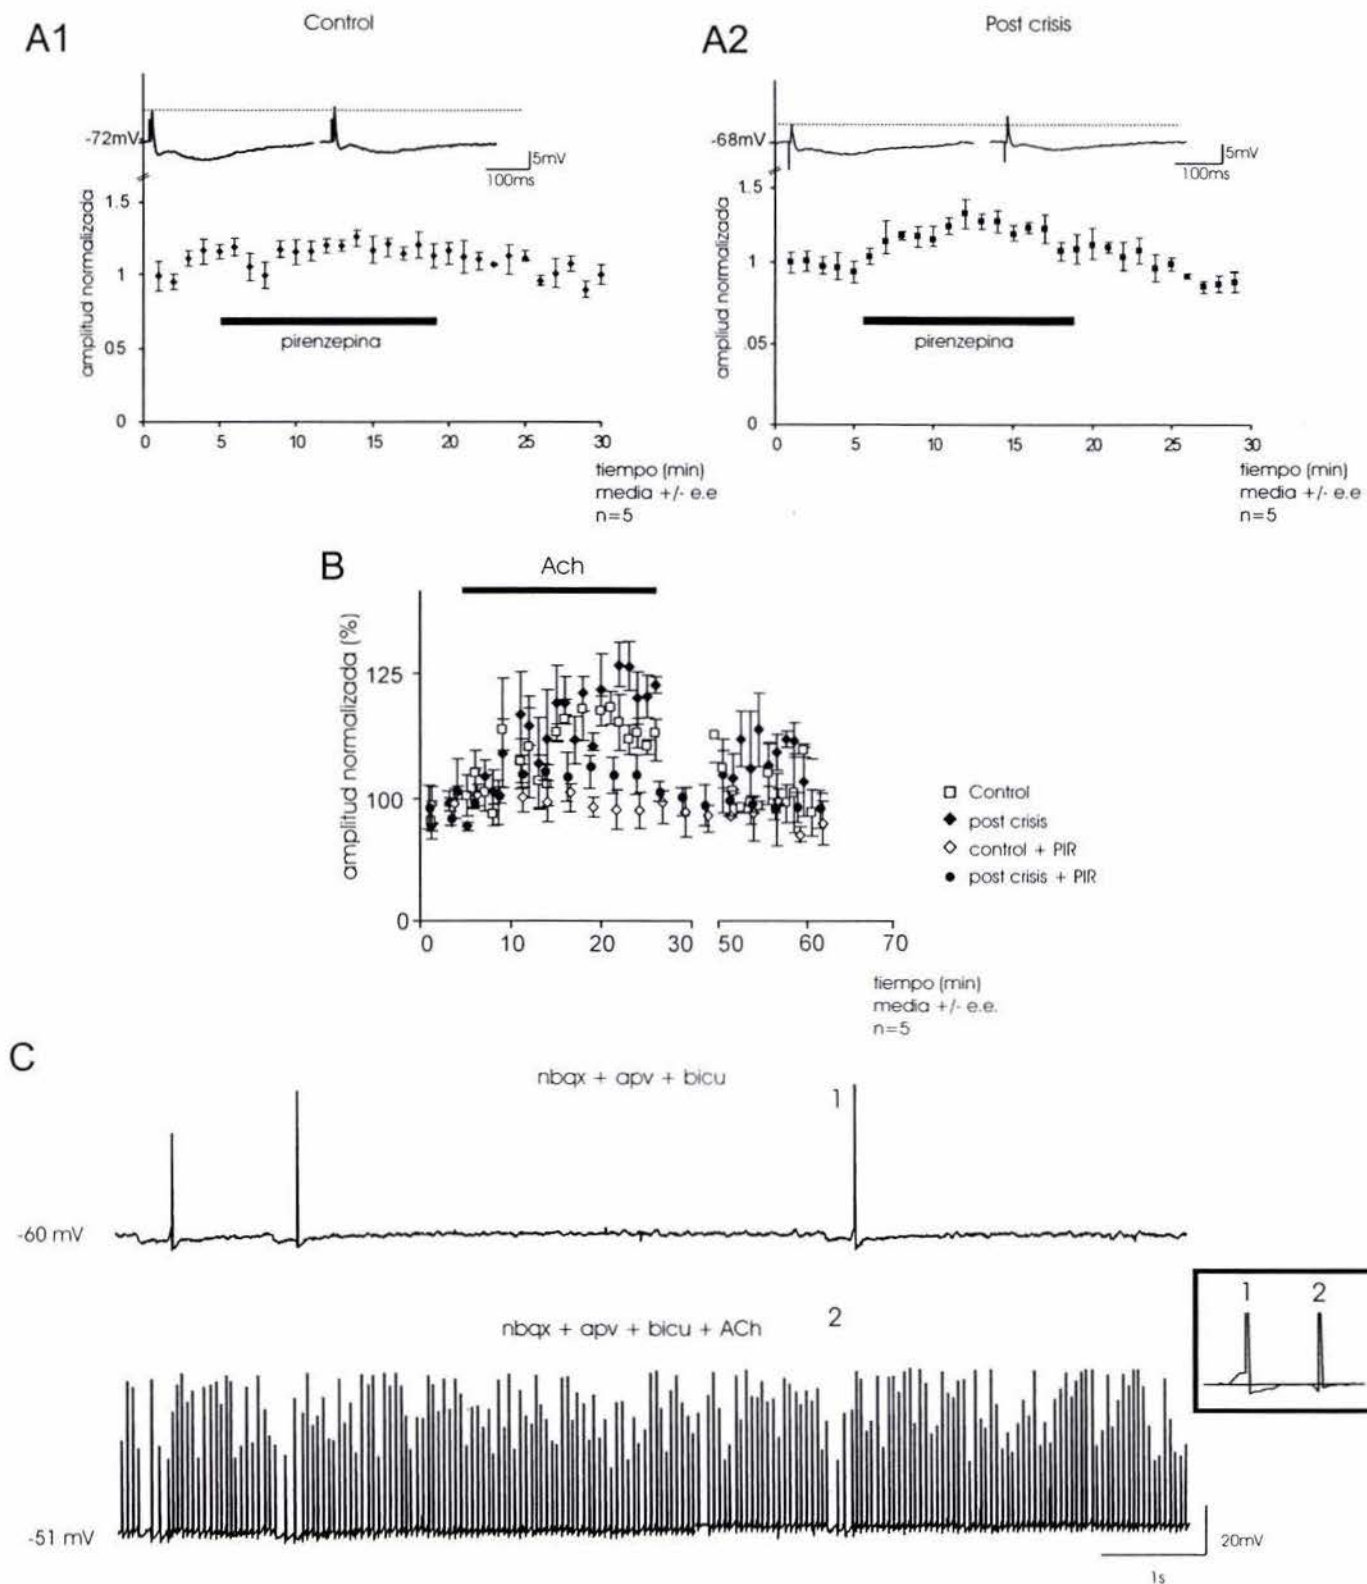 A1
Control
-72mV
5mV
100ms
amplitud normalizada
1.5
1
05
0
pirenzepina
0 5 10 15 20 25 30
tiempo (min)
media +/- e.e
n=5
A2
Post crisis
-68mV
5mV
100ms
ampliud normalizada
1.5
1
.05
0
pirenzepina
0 5 10 15 20 25 30
tiempo (min)
media +/- e.e
n=5
B
Ach
amplitud normalizada (%)
125
100
0
0 10 20 30 50 60 70
tiempo (min)
media +/- e.e.
n=5
Control
post crisis
control + PIR
post crisis + PIR
C
nbqx + apv + bicu
1
-60 mV
nbqx + apv + bicu + ACh
2
-51 mV
20mV
1s
1 2